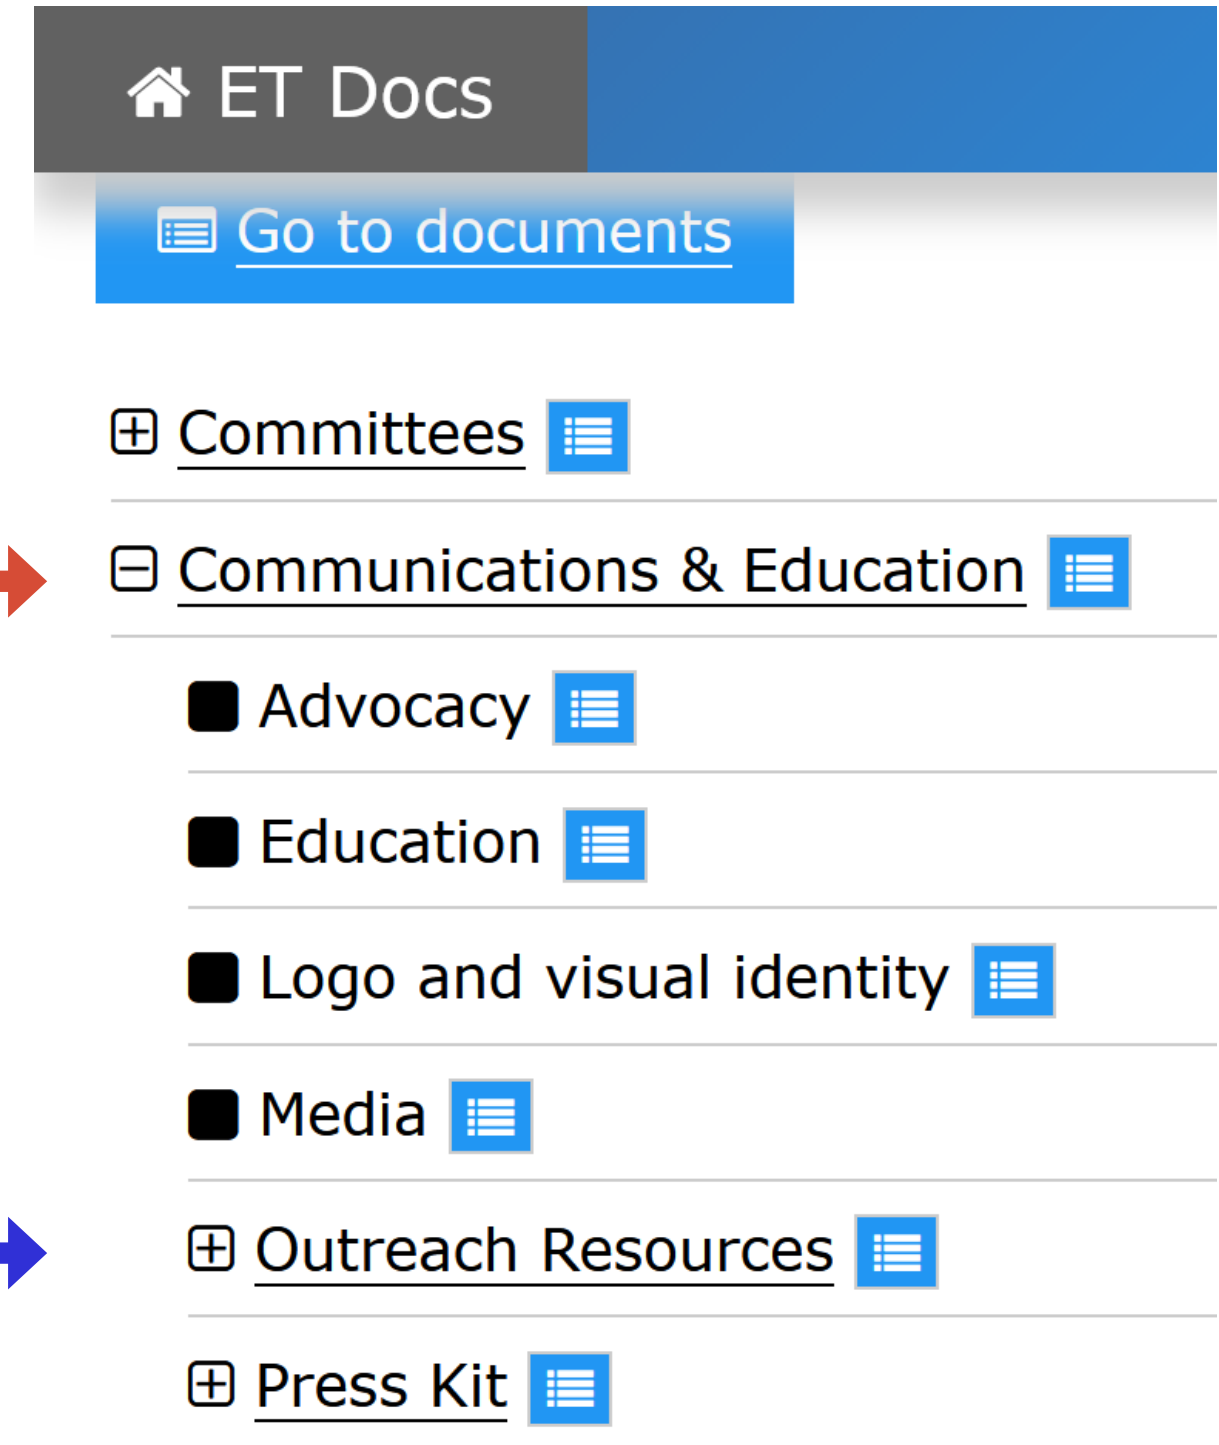 ET Docs
Go to documents
Committees
Communications & Education
Advocacy
Education
Logo and visual identity
Media
Outreach Resources
Press Kit